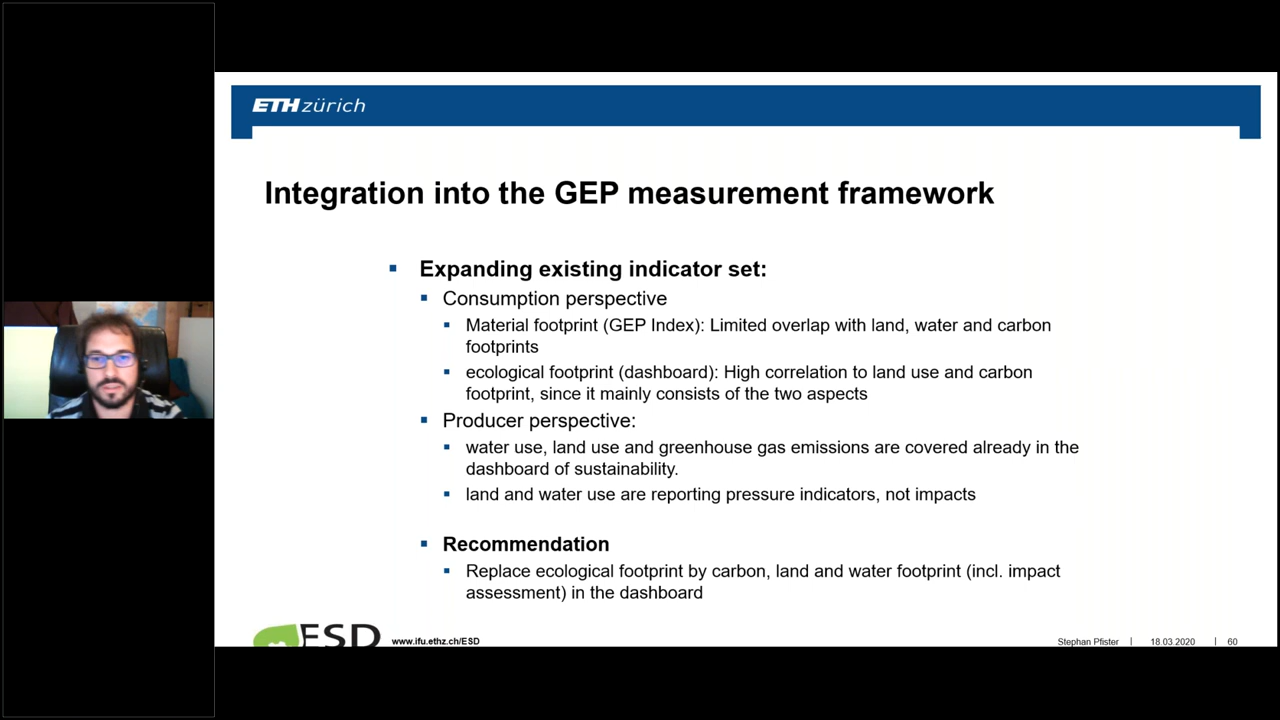 ETH zürich
Integration into the GEP measurement framework
Expanding existing indicator set:
Consumption perspective
Material footprint (GEP Index): Limited overlap with land, water and carbon
footprints
ecological footprint (dashboard): High correlation to land use and carbon
footprint, since it mainly consists of the two aspects
Producer perspective:
water use, land use and greenhouse gas emissions are covered already in the
dashboard of sustainability.
land and water use are reporting pressure indicators, not impacts
Recommendation
Replace ecological footprint by carbon, land and water footprint (incl. impact
assessment) in the dashboard
ESD www.ifu.ethz.ch/ESD Stephan Pfister | 18.03.2020 | 60